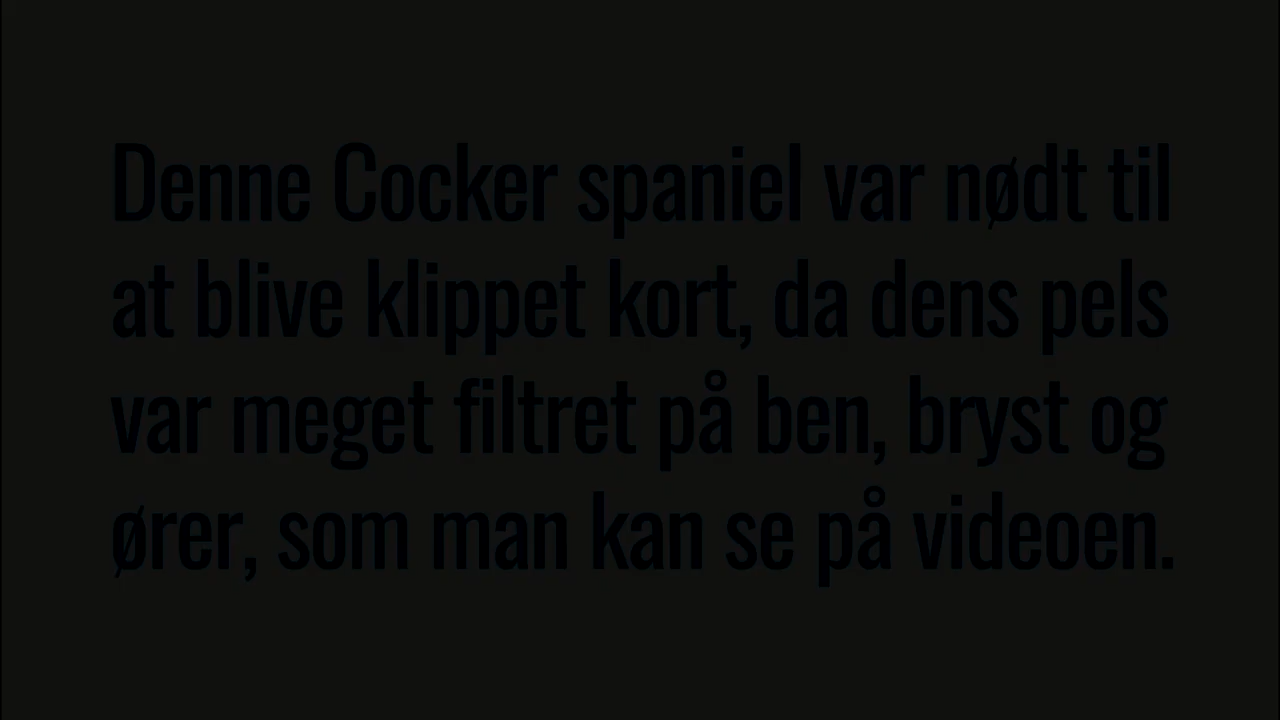 Denne Cocker spaniel var nødt til
at blive klippet kort, da dens pels
var meget filtret på ben, bryst og
ører, som man kan se på videoen.